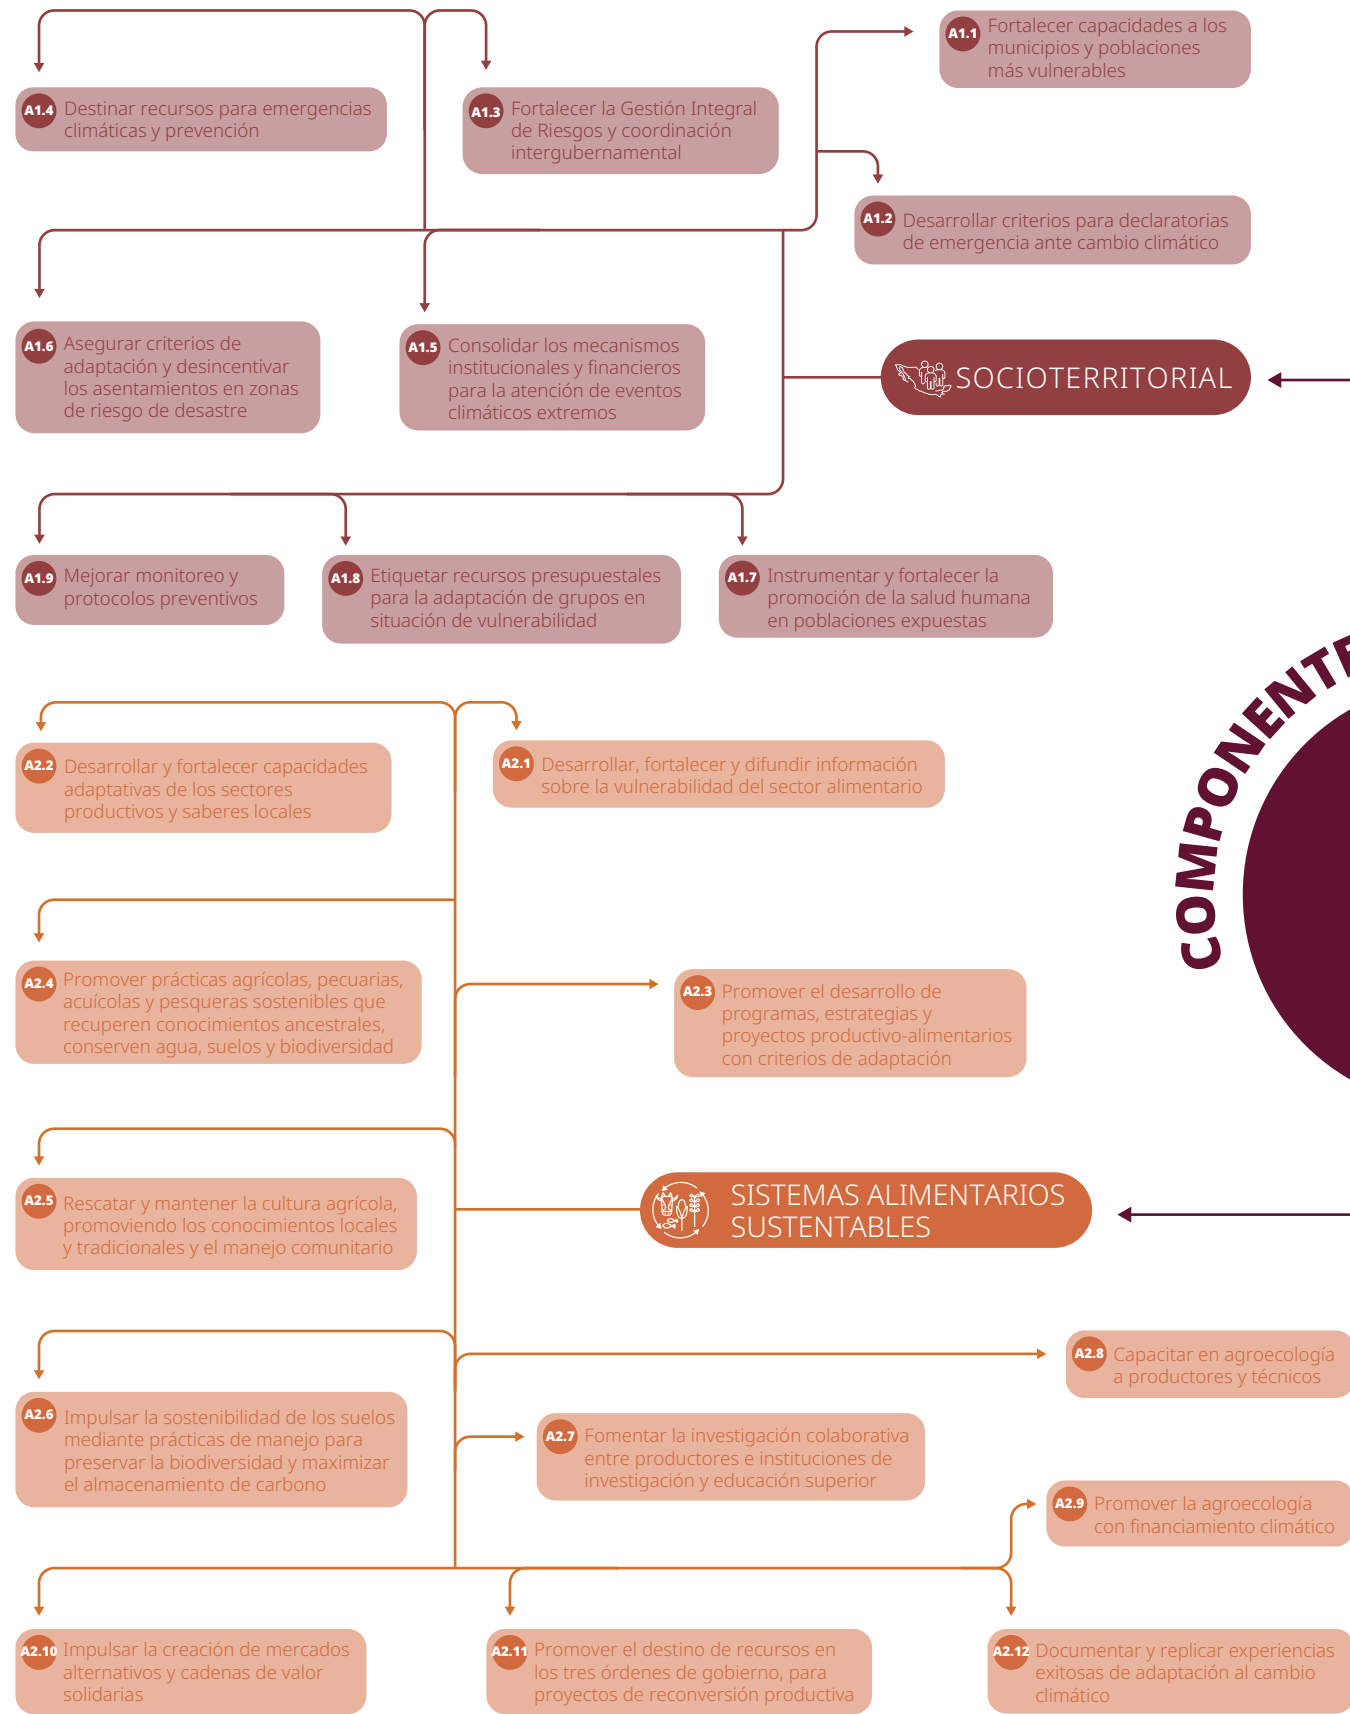 A1.1
Fortalecer capacidades a los
municipios y poblaciones
más vulnerables
A1.4
Destinar recursos para emergencias
climáticas y prevención
A1.3
Fortalecer la Gestión Integral
de Riesgos y coordinación
intergubernamental
A1.2
Desarrollar criterios para declaratorias
de emergencia ante cambio climático
A1.6
Asegurar criterios de
adaptación y desincentivar
los asentamientos en zonas
de riesgo de desastre
A1.5
Consolidar los mecanismos
institucionales y financieros
para la atención de eventos
climáticos extremos
SOCIOTERRITORIAL
A1.9
Mejorar monitoreo y
protocolos preventivos
A1.8
Etiquetar recursos presupuestales
para la adaptación de grupos en
situación de vulnerabilidad
A1.7
Instrumentar y fortalecer la
promoción de la salud humana
en poblaciones expuestas
COMPONENTE
A2.2
Desarrollar y fortalecer capacidades
adaptativas de los sectores
productivos y saberes locales
A2.1
Desarrollar, fortalecer y difundir información
sobre la vulnerabilidad del sector alimentario
A2.4
Promover prácticas agrícolas, pecuarias,
acuícolas y pesqueras sostenibles que
recuperen conocimientos ancestrales,
conserven agua, suelos y biodiversidad
A2.3
Promover el desarrollo de
programas, estrategias y
proyectos productivo-alimentarios
con criterios de adaptación
A2.5
Rescatar y mantener la cultura agrícola,
promoviendo los conocimientos locales
y tradicionales y el manejo comunitario
SISTEMAS ALIMENTARIOS
SUSTENTABLES
A2.8
Capacitar en agroecología
a productores y técnicos
A2.6
Impulsar la sostenibilidad de los suelos
mediante prácticas de manejo para
preservar la biodiversidad y maximizar
el almacenamiento de carbono
A2.7
Fomentar la investigación colaborativa
entre productores e instituciones de
investigación y educación superior
A2.9
Promover la agroecología
con financiamiento climático
A2.10
Impulsar la creación de mercados
alternativos y cadenas de valor
solidarias
A2.11
Promover el destino de recursos en
los tres órdenes de gobierno, para
proyectos de reconversión productiva
A2.12
Documentar y replicar experiencias
exitosas de adaptación al cambio
climático